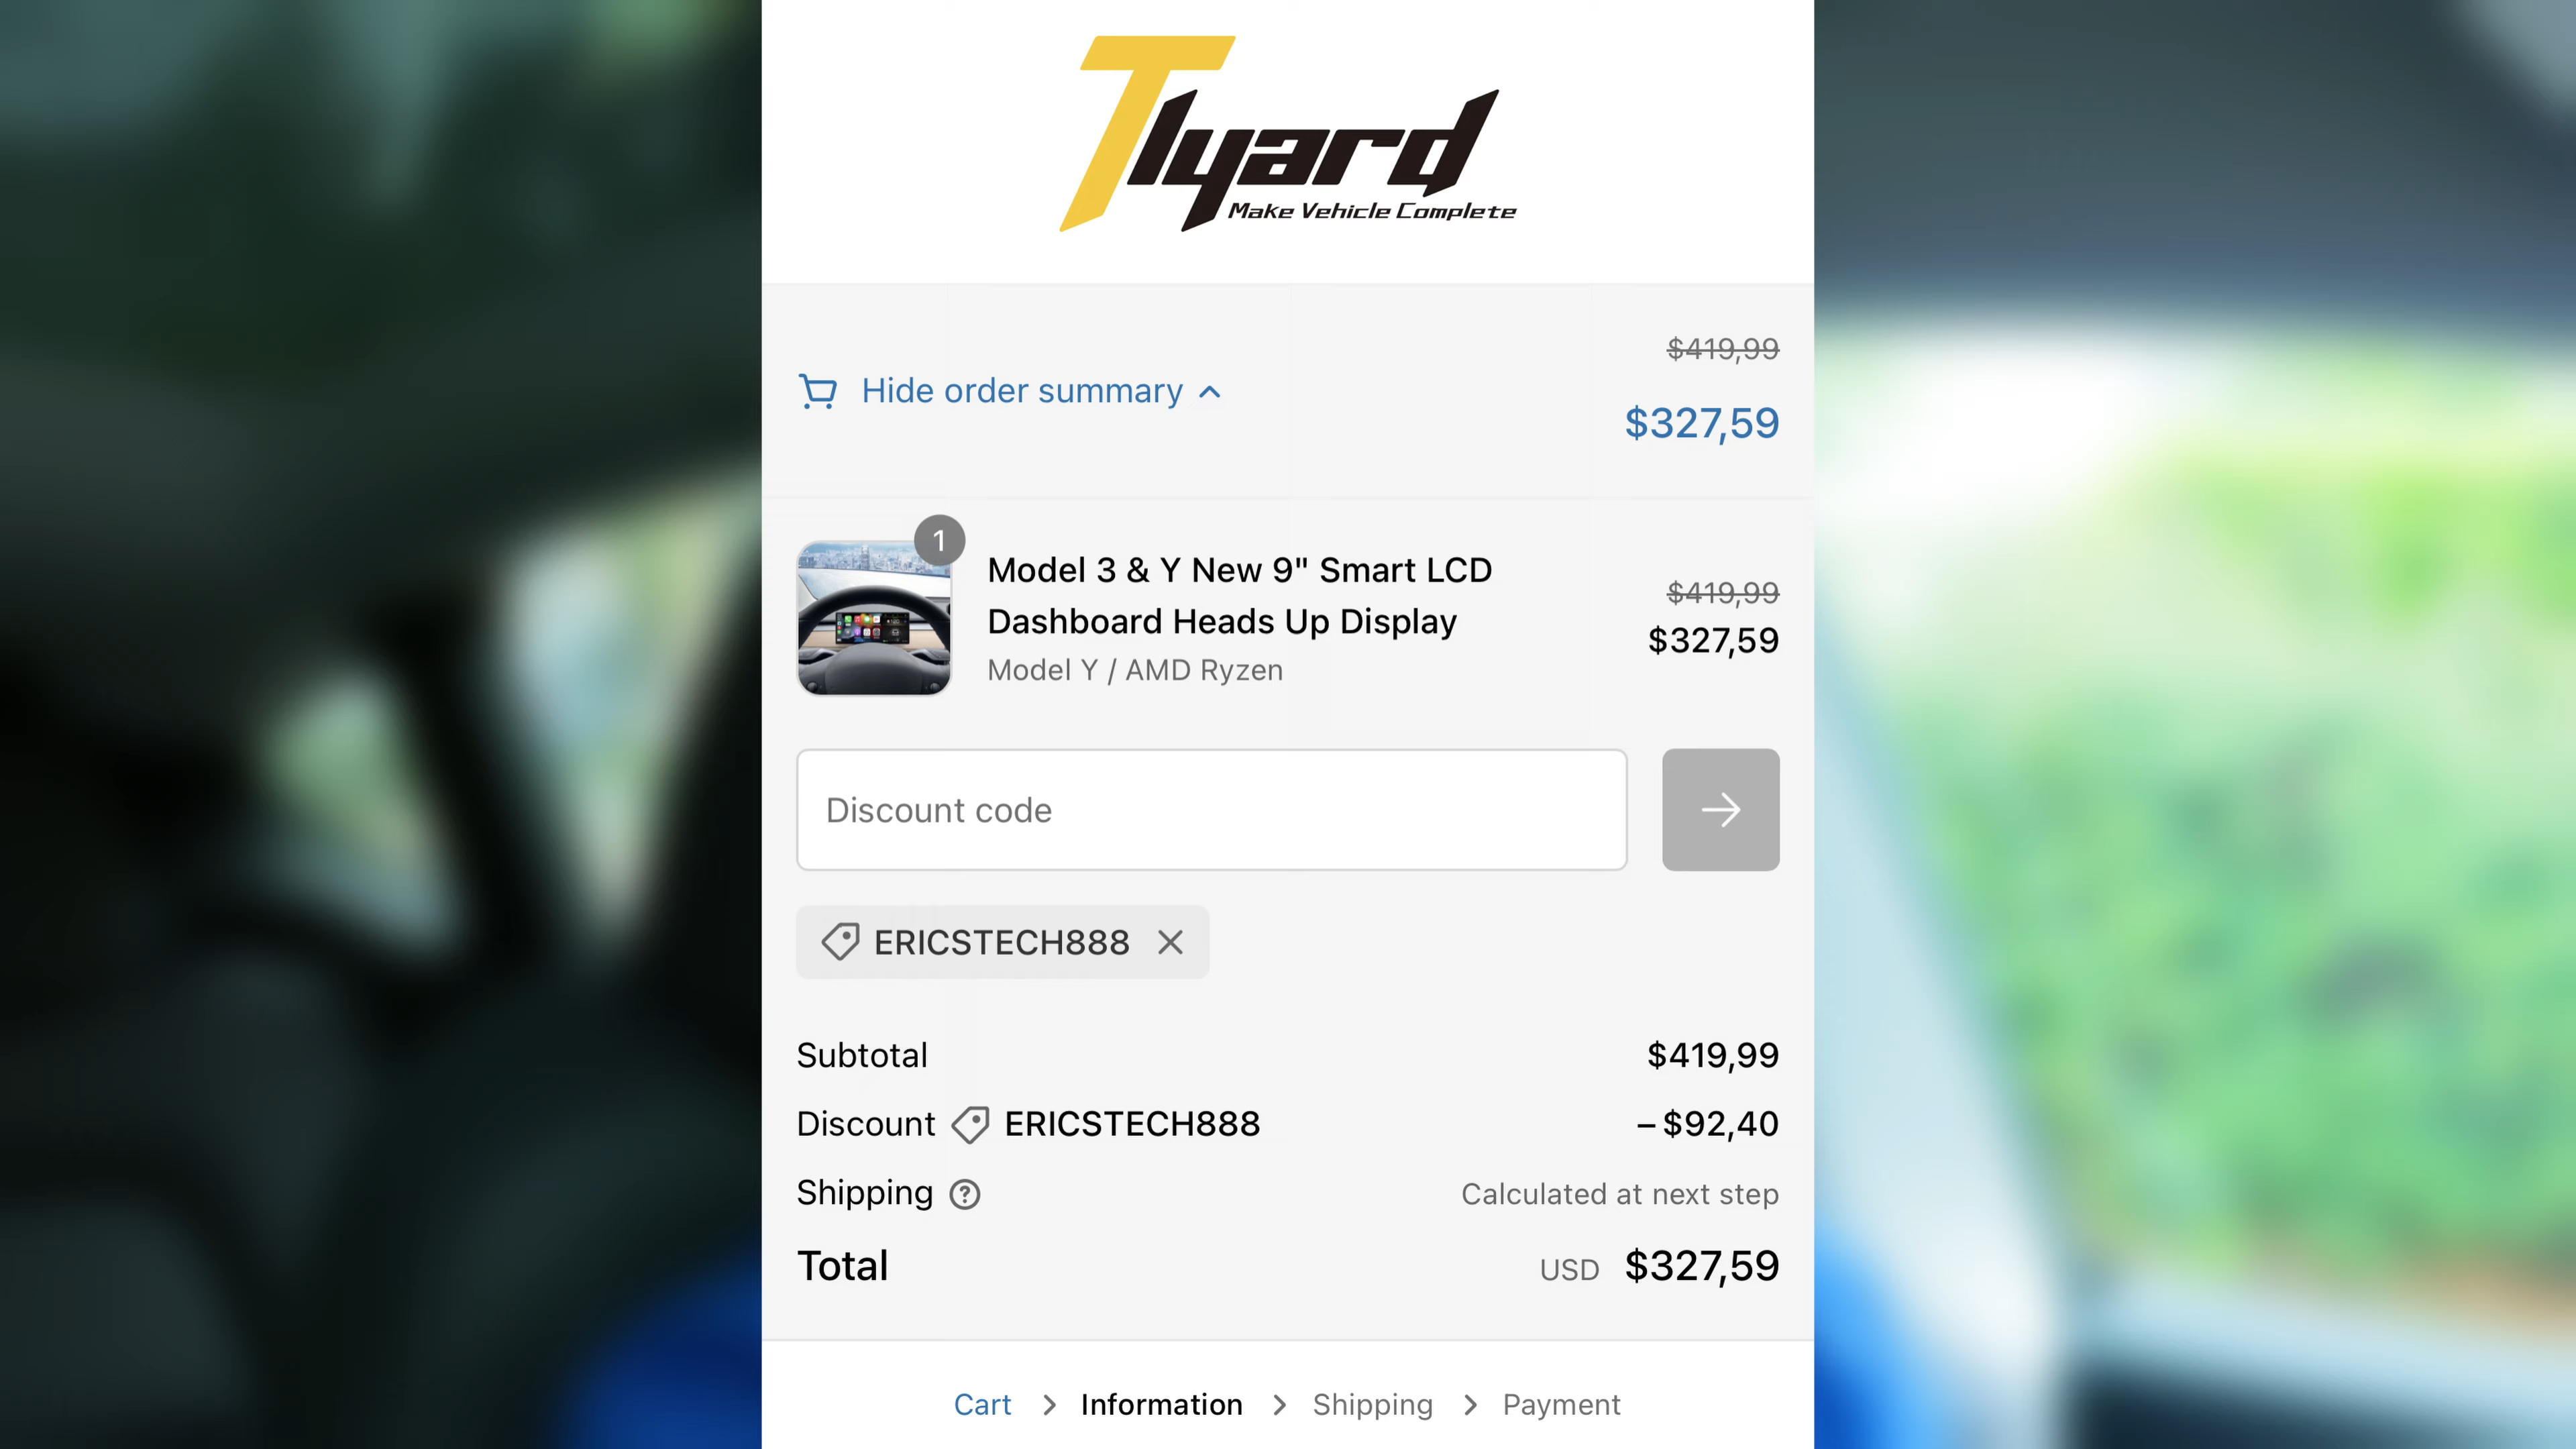 Tlyard
Make Vehicle Complete
Hide order summary
$419,99
$327,59
1
Model 3 & Y New 9" Smart LCD
Dashboard Heads Up Display
Model Y / AMD Ryzen
$419,99
$327,59
Discount code
ERICSTECH888
Subtotal $419,99
Discount ERICSTECH888 –$92,40
Shipping ? Calculated at next step
Total USD $327,59
Cart > Information > Shipping > Payment